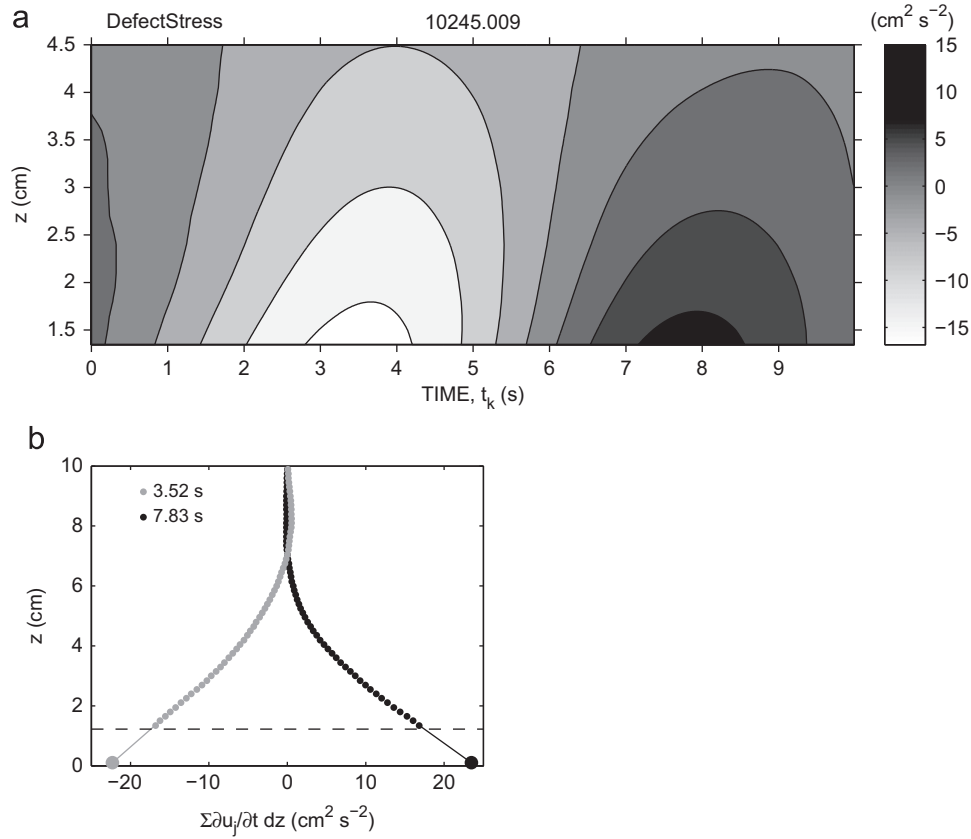 a
DefectStress 10245.009 (cm² s⁻²)
4.5
4
3.5
3
2.5
2
1.5
z (cm)
0 1 2 3 4 5 6 7 8 9
TIME, tₖ (s)
15
10
5
0
−5
−10
−15
b
10
8
6
4
2
0
z (cm)
3.52 s
7.83 s
−20 −10 0 10 20
Σ∂uⱼ/∂t dz (cm² s⁻²)